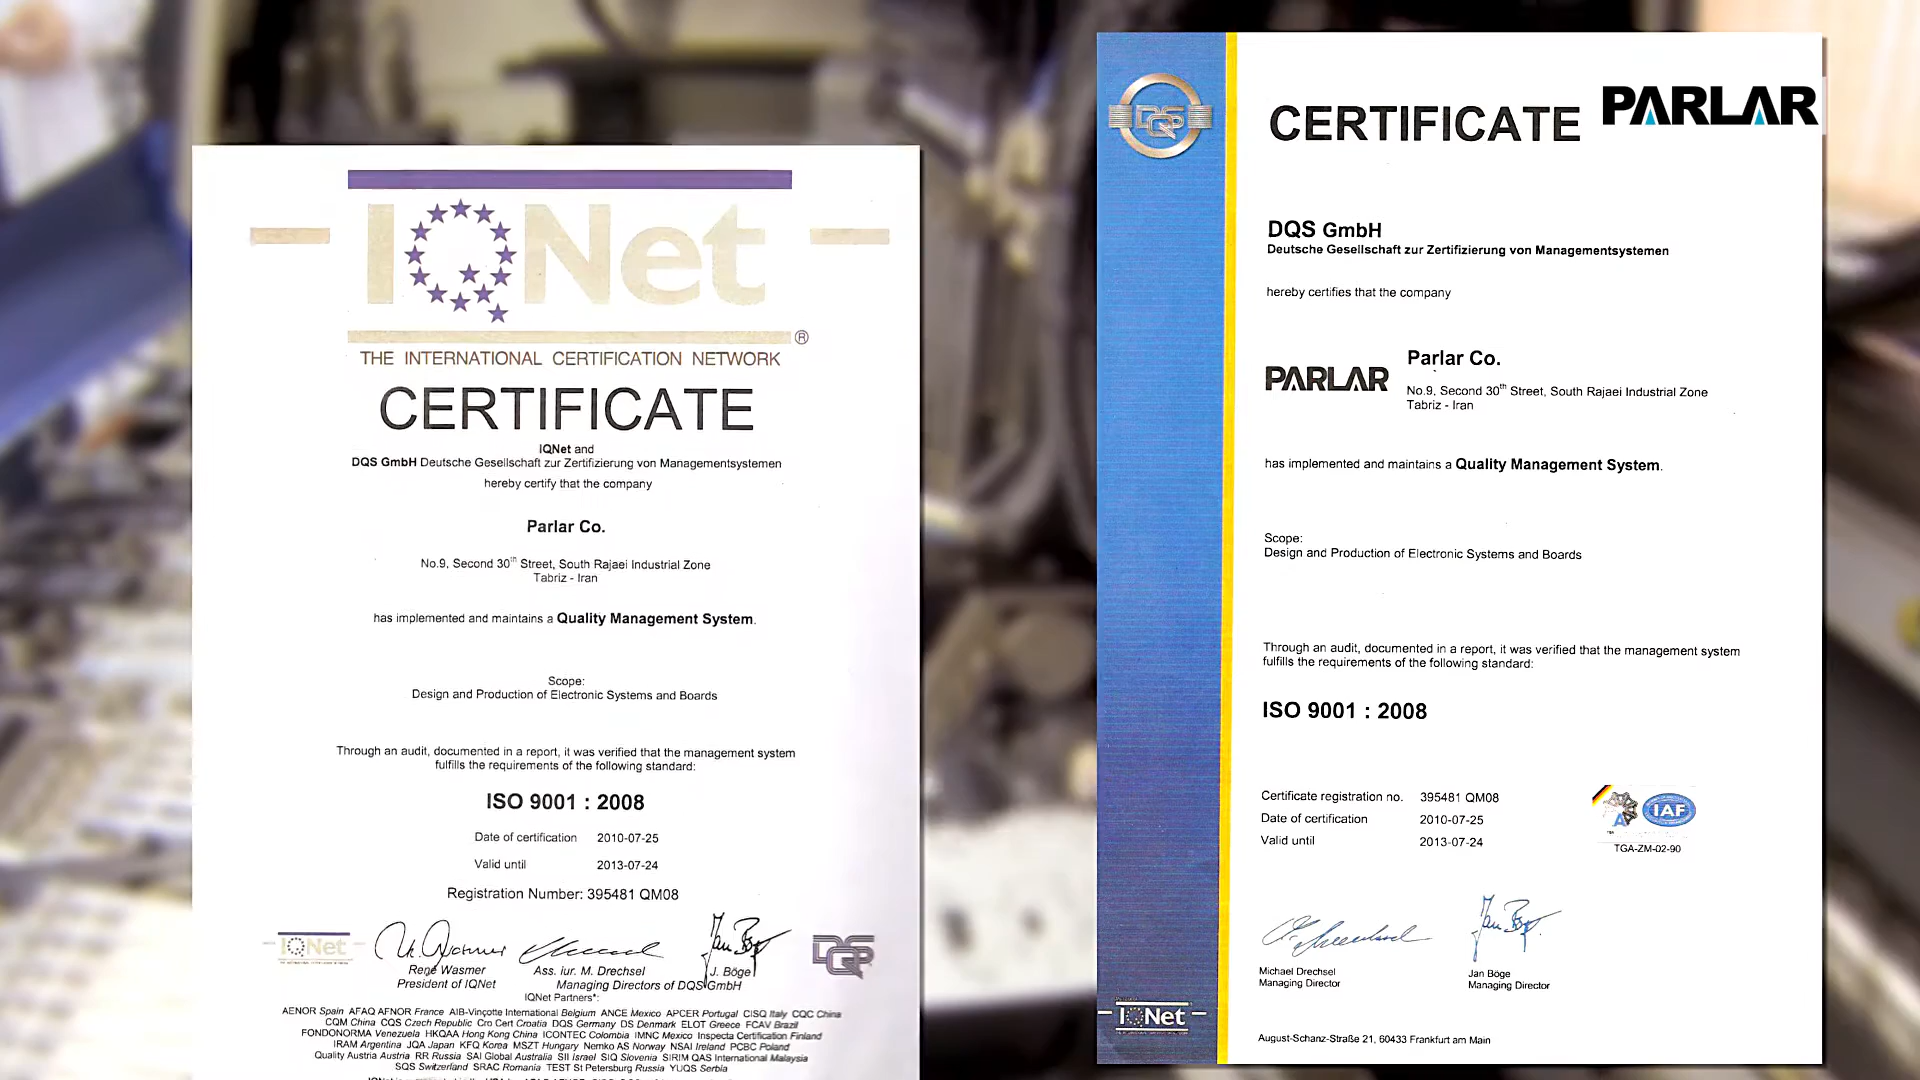 IQNet
®
THE INTERNATIONAL CERTIFICATION NETWORK
CERTIFICATE
IQNet and
DQS GmbH Deutsche Gesellschaft zur Zertifizierung von Managementsystemen
hereby certify that the company
Parlar Co.
No.9, Second 30th Street, South Rajaei Industrial Zone
Tabriz - Iran
has implemented and maintains a Quality Management System.
Scope:
Design and Production of Electronic Systems and Boards
Through an audit, documented in a report, it was verified that the management system
fulfills the requirements of the following standard:
ISO 9001 : 2008
Date of certification 2010-07-25
Valid until 2013-07-24
Registration Number: 395481 QM08
IQNet
DQS
René Wasmer
President of IQNet
Ass. iur. M. Drechsel
J. Böge
Managing Directors of DQS GmbH
IQNet Partners*:
AENOR Spain AFAQ AFNOR France AIB-Vinçotte International Belgium ANCE Mexico APCER Portugal CISQ Italy CQC China
CQM China CQS Czech Republic Cro Cert Croatia DQS Germany DS Denmark ELOT Greece FCAV Brazil
FONDONORMA Venezuela HKQAA Hong Kong China ICONTEC Colombia IMNC Mexico Inspecta Certification Finland
IRAM Argentina JQA Japan KFQ Korea MSZT Hungary Nemko AS Norway NSAI Ireland PCBC Poland
Quality Austria Austria RR Russia SAI Global Australia SII Israel SIQ Slovenia SIRIM QAS International Malaysia
SQS Switzerland SRAC Romania TEST St Petersburg Russia YUQS Serbia
DQS
CERTIFICATE
PARLAR
DQS GmbH
Deutsche Gesellschaft zur Zertifizierung von Managementsystemen
hereby certifies that the company
PARLAR
Parlar Co.
No.9, Second 30th Street, South Rajaei Industrial Zone
Tabriz - Iran
has implemented and maintains a Quality Management System.
Scope:
Design and Production of Electronic Systems and Boards
Through an audit, documented in a report, it was verified that the management system
fulfills the requirements of the following standard:
ISO 9001 : 2008
Certificate registration no. 395481 QM08
Date of certification 2010-07-25
Valid until 2013-07-24
IAF
TGA-ZM-02-90
Jan Böge
Michael Drechsel
Managing Director
Jan Böge
Managing Director
IQNet
August-Schanz-Straße 21, 60433 Frankfurt am Main